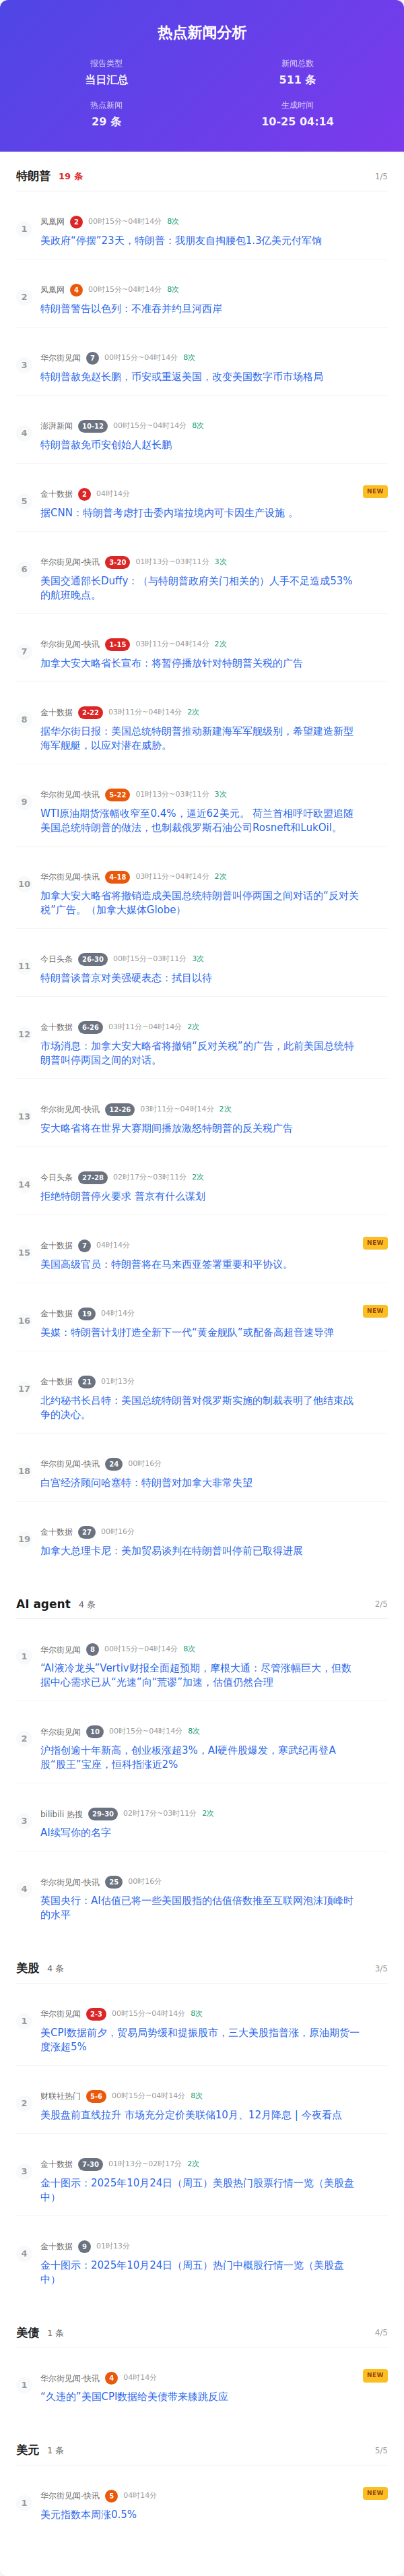 热点新闻分析
报告类型
当日汇总
新闻总数
511 条
热点新闻
29 条
生成时间
10-25 04:14
特朗普 19 条 1/5
1
凤凰网 2 00时15分~04时14分 8次
美政府“停摆”23天，特朗普：我朋友自掏腰包1.3亿美元付军饷
2
凤凰网 4 00时15分~04时14分 8次
特朗普警告以色列：不准吞并约旦河西岸
3
华尔街见闻 7 00时15分~04时14分 8次
特朗普赦免赵长鹏，币安或重返美国，改变美国数字货币市场格局
4
澎湃新闻 10-12 00时15分~04时14分 8次
特朗普赦免币安创始人赵长鹏
5
金十数据 2 04时14分 NEW
据CNN：特朗普考虑打击委内瑞拉境内可卡因生产设施 。
6
华尔街见闻-快讯 3-20 01时13分~03时11分 3次
美国交通部长Duffy：（与特朗普政府关门相关的）人手不足造成53%
的航班晚点。
7
华尔街见闻-快讯 1-15 03时11分~04时14分 2次
加拿大安大略省长宣布：将暂停播放针对特朗普关税的广告
8
金十数据 2-22 03时11分~04时14分 2次
据华尔街日报：美国总统特朗普推动新建海军军舰级别，希望建造新型
海军舰艇，以应对潜在威胁。
9
华尔街见闻-快讯 5-22 01时13分~03时11分 3次
WTI原油期货涨幅收窄至0.4%，逼近62美元。 荷兰首相呼吁欧盟追随
美国总统特朗普的做法，也制裁俄罗斯石油公司Rosneft和LukOil。
10
华尔街见闻-快讯 4-18 03时11分~04时14分 2次
加拿大安大略省将撤销造成美国总统特朗普叫停两国之间对话的“反对关
税”广告。（加拿大媒体Globe）
11
今日头条 26-30 00时15分~03时11分 3次
特朗普谈普京对美强硬表态：拭目以待
12
金十数据 6-26 03时11分~04时14分 2次
市场消息：加拿大安大略省将撤销“反对关税”的广告，此前美国总统特
朗普叫停两国之间的对话。
13
华尔街见闻-快讯 12-26 03时11分~04时14分 2次
安大略省将在世界大赛期间播放激怒特朗普的反关税广告
14
今日头条 27-28 02时17分~03时11分 2次
拒绝特朗普停火要求 普京有什么谋划
15
金十数据 7 04时14分 NEW
美国高级官员：特朗普将在马来西亚签署重要和平协议。
16
金十数据 19 04时14分 NEW
美媒：特朗普计划打造全新下一代“黄金舰队”或配备高超音速导弹
17
金十数据 21 01时13分
北约秘书长吕特：美国总统特朗普对俄罗斯实施的制裁表明了他结束战
争的决心。
18
华尔街见闻-快讯 24 00时16分
白宫经济顾问哈塞特：特朗普对加拿大非常失望
19
金十数据 27 00时16分
加拿大总理卡尼：美加贸易谈判在特朗普叫停前已取得进展
AI agent 4 条 2/5
1
华尔街见闻 8 00时15分~04时14分 8次
“AI液冷龙头”Vertiv财报全面超预期，摩根大通：尽管涨幅巨大，但数
据中心需求已从“光速”向“荒谬”加速，估值仍然合理
2
华尔街见闻 10 00时15分~04时14分 8次
沪指创逾十年新高，创业板涨超3%，AI硬件股爆发，寒武纪再登A
股“股王”宝座，恒科指涨近2%
3
bilibili 热搜 29-30 02时17分~03时11分 2次
AI续写你的名字
4
华尔街见闻-快讯 25 00时16分
英国央行：AI估值已将一些美国股指的估值倍数推至互联网泡沫顶峰时
的水平
美股 4 条 3/5
1
华尔街见闻 2-3 00时15分~04时14分 8次
美CPI数据前夕，贸易局势缓和提振股市，三大美股指普涨，原油期货一
度涨超5%
2
财联社热门 5-6 00时15分~04时14分 8次
美股盘前直线拉升 市场充分定价美联储10月、12月降息 | 今夜看点
3
金十数据 7-30 01时13分~02时17分 2次
金十图示：2025年10月24日（周五）美股热门股票行情一览（美股盘
中）
4
金十数据 9 01时13分
金十图示：2025年10月24日（周五）热门中概股行情一览（美股盘
中）
美债 1 条 4/5
1
华尔街见闻-快讯 4 04时14分 NEW
“久违的”美国CPI数据给美债带来膝跳反应
美元 1 条 5/5
1
华尔街见闻-快讯 5 04时14分 NEW
美元指数本周涨0.5%